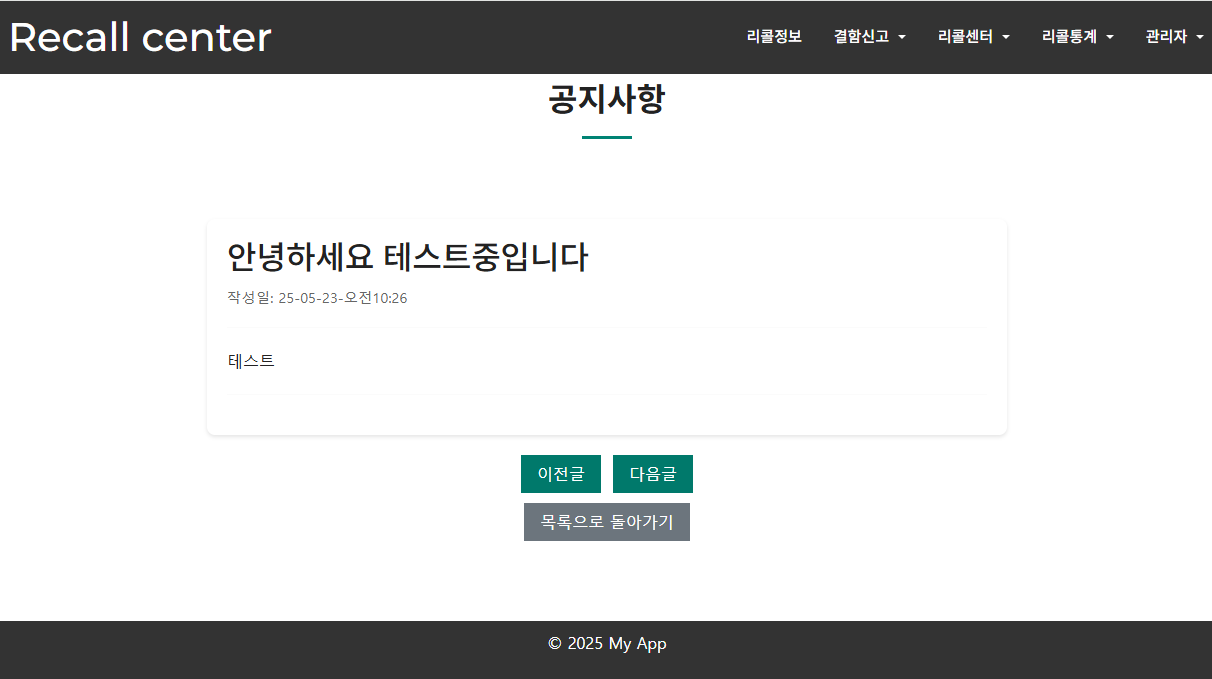 Recall center
리콜정보 결함신고 리콜센터 리콜통계 관리자
공지사항
안녕하세요 테스트중입니다
작성일: 25-05-23-오전10:26
테스트
이전글 다음글
목록으로 돌아가기
© 2025 My App